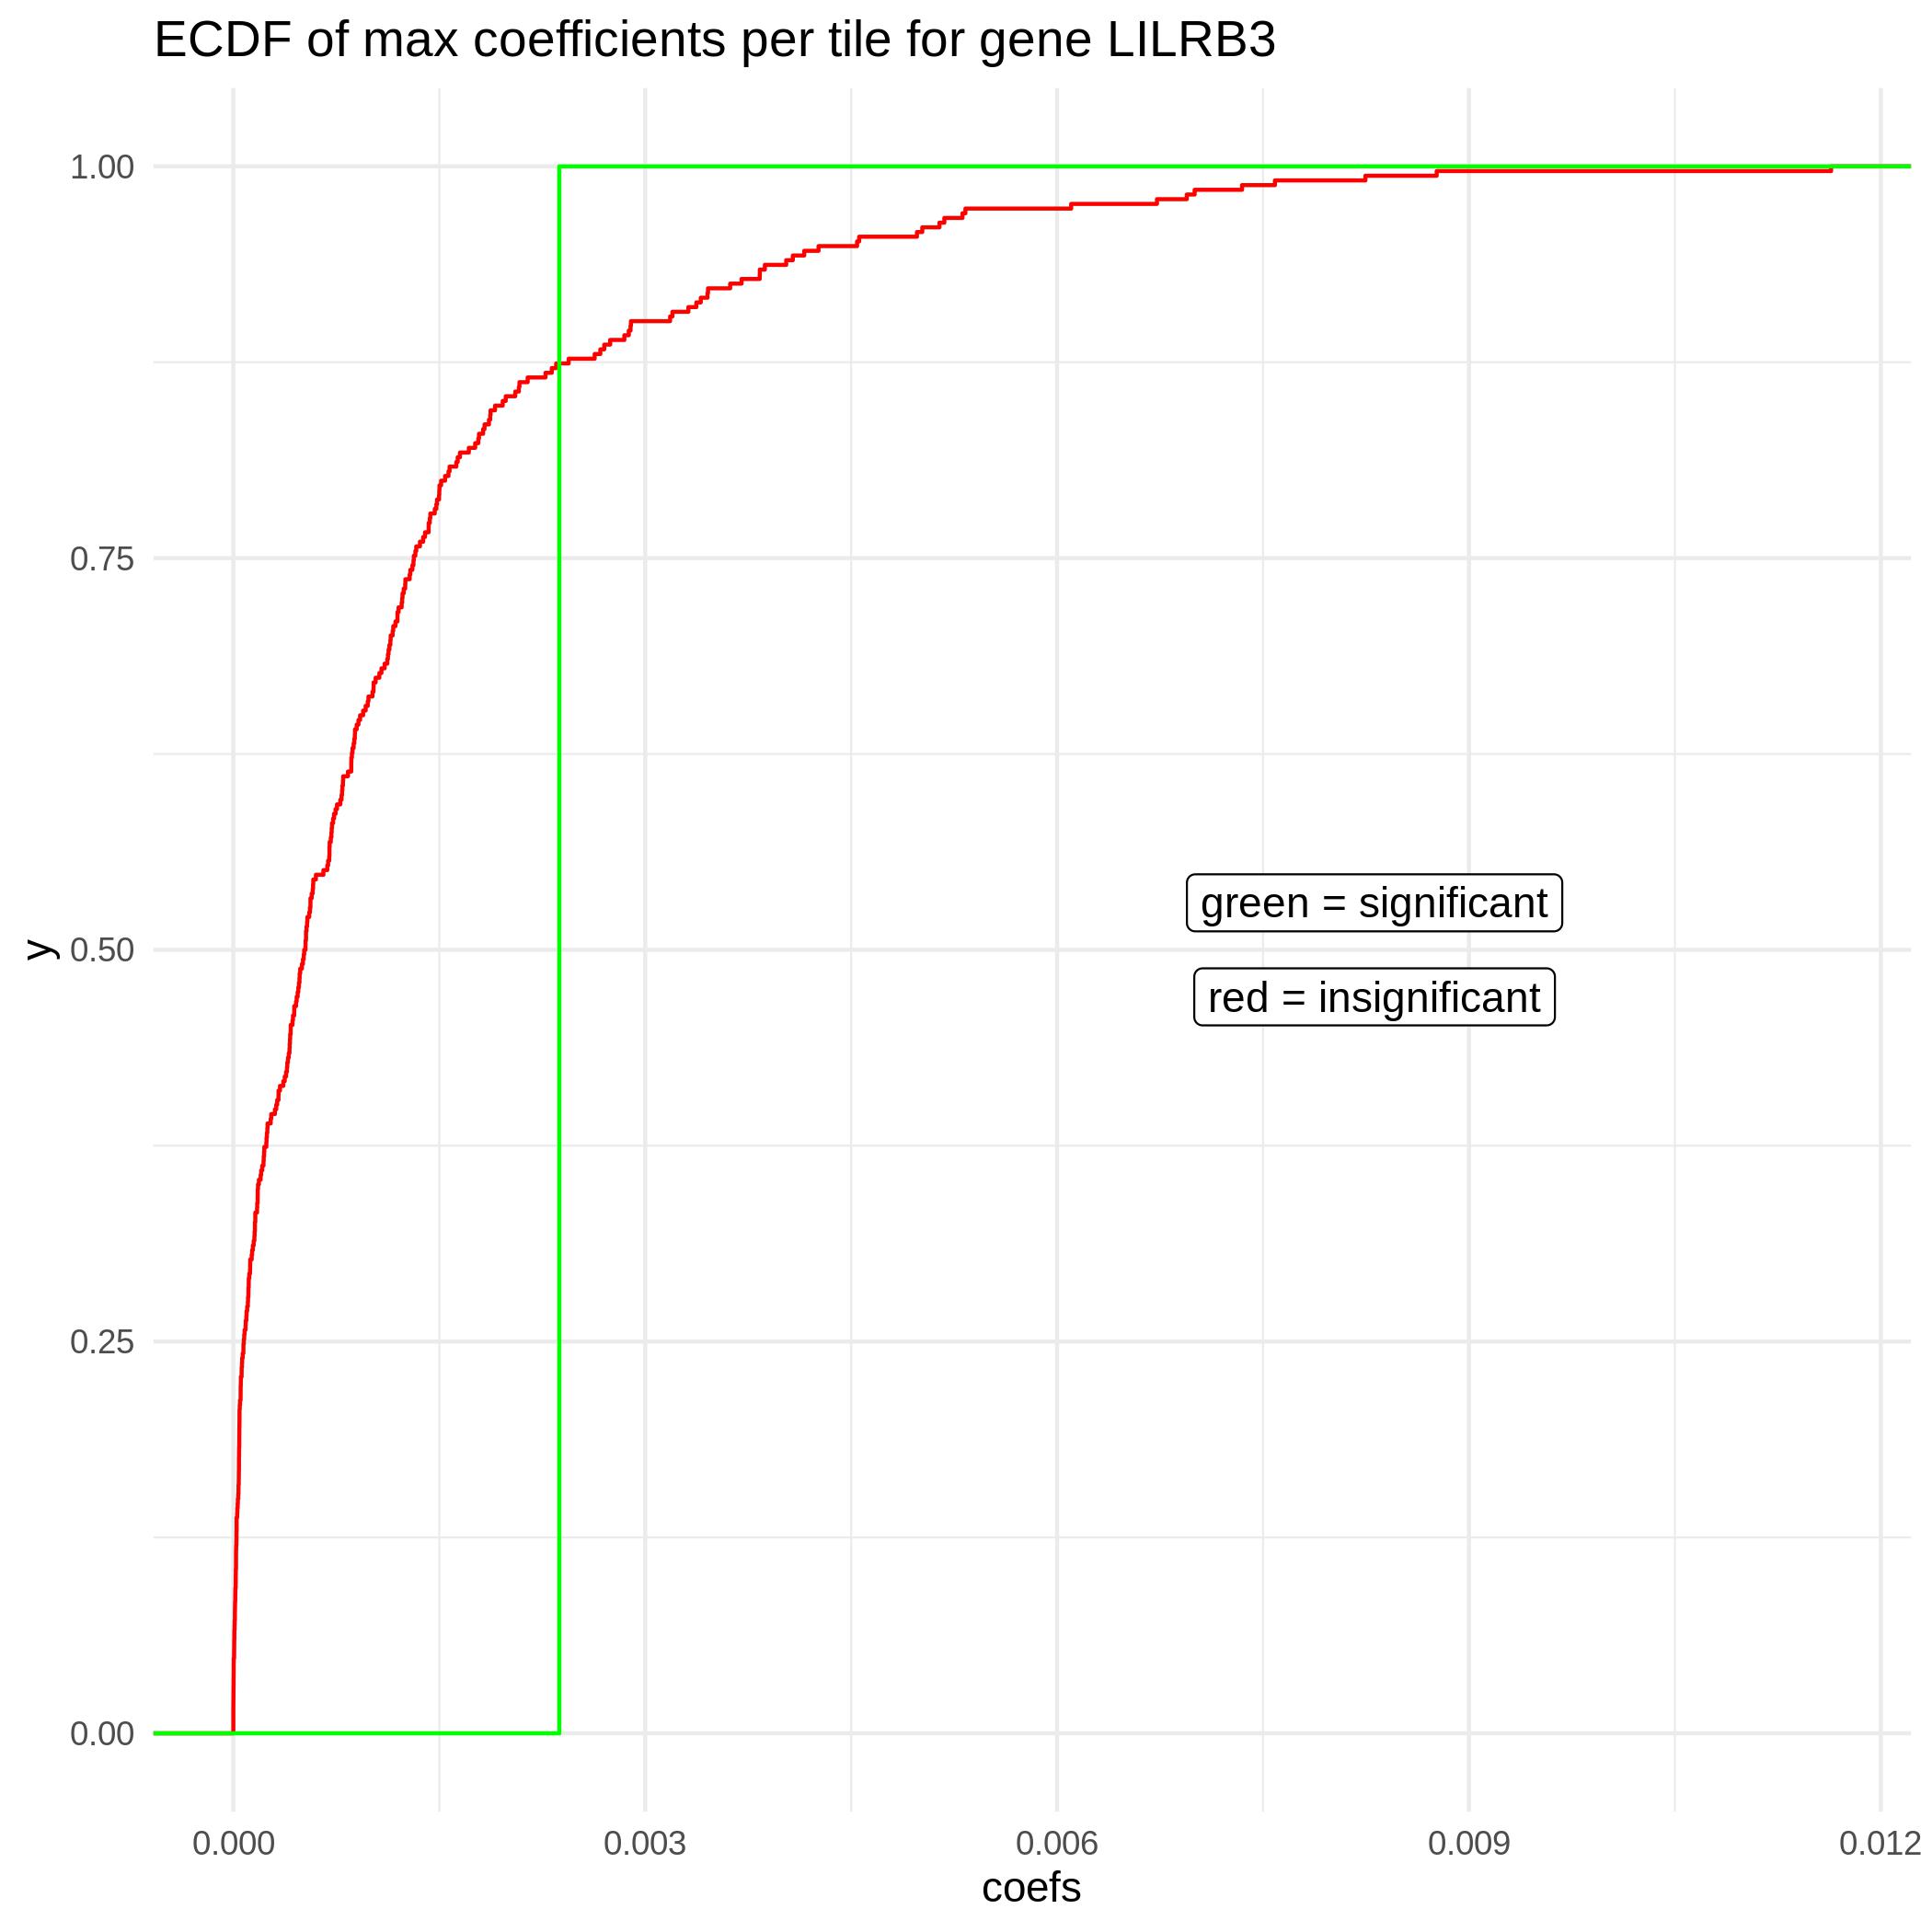 ECDF of max coefficients per tile for gene LILRB3
1.00
0.75
0.50
0.25
0.00
y
green = significant
red = insignificant
0.000
0.003
0.006
0.009
0.012
coefs